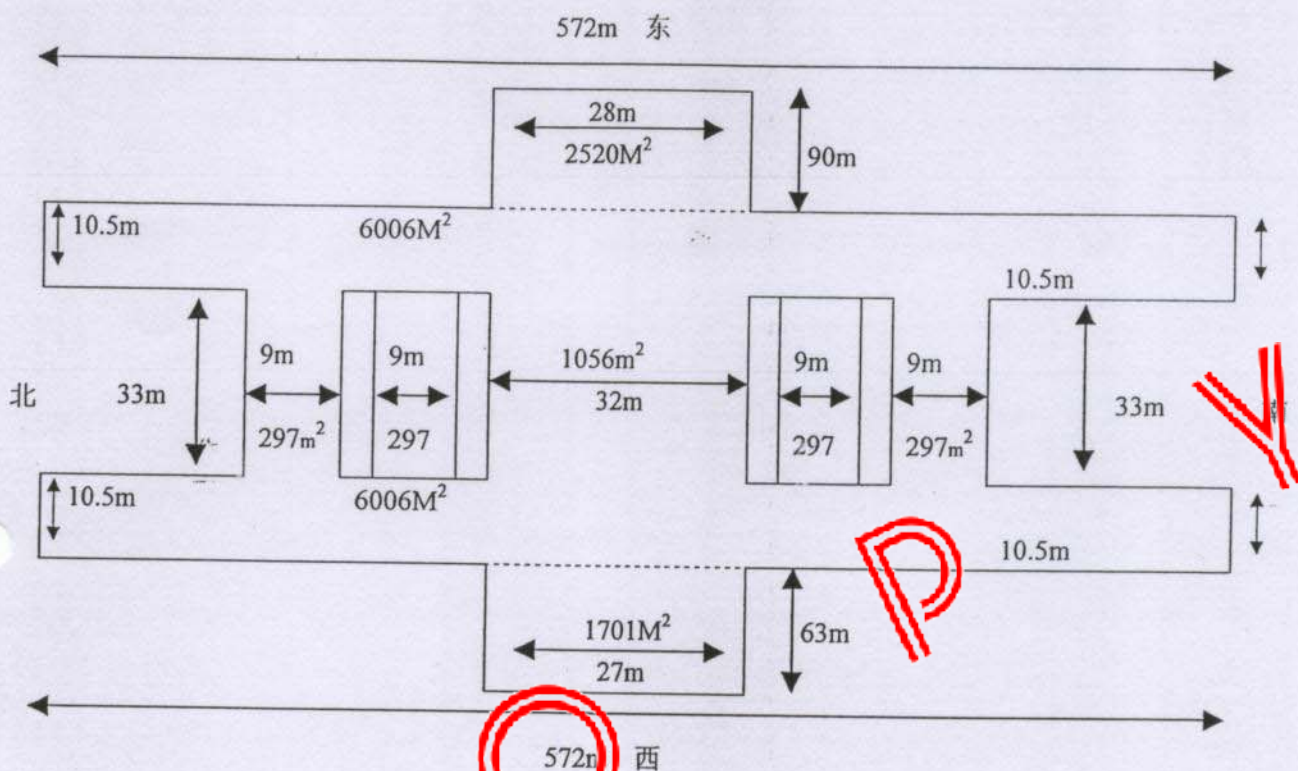 572m 东
28m
2520M²
90m
10.5m
6006M²
10.5m
9m
9m
1056m²
9m
9m
北
33m
32m
33m
297m²
297
297
297m²
10.5m
6006M²
10.5m
1701M²
63m
27m
西
Y
P
O